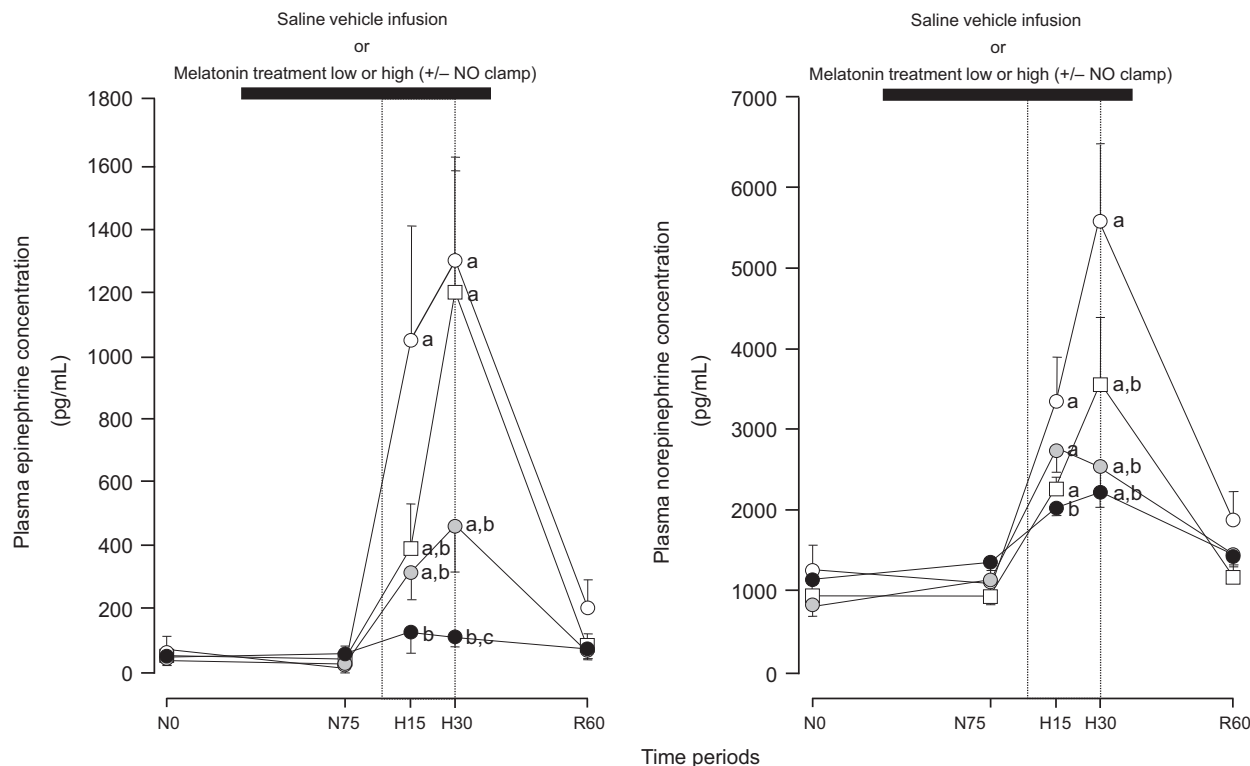 Saline vehicle infusion
or
Melatonin treatment low or high (+/– NO clamp)
1800
1600
1400
1200
1000
800
600
400
200
0
Plasma epinephrine concentration
(pg/mL)
a
a
a
a,b
a,b
a,b
b
b,c
N0
N75
H15
H30
R60
Saline vehicle infusion
or
Melatonin treatment low or high (+/– NO clamp)
7000
6000
5000
4000
3000
2000
1000
0
Plasma norepinephrine concentration
(pg/mL)
a
a
a,b
a
a,b
a
a,b
b
N0
N75
H15
H30
R60
Time periods